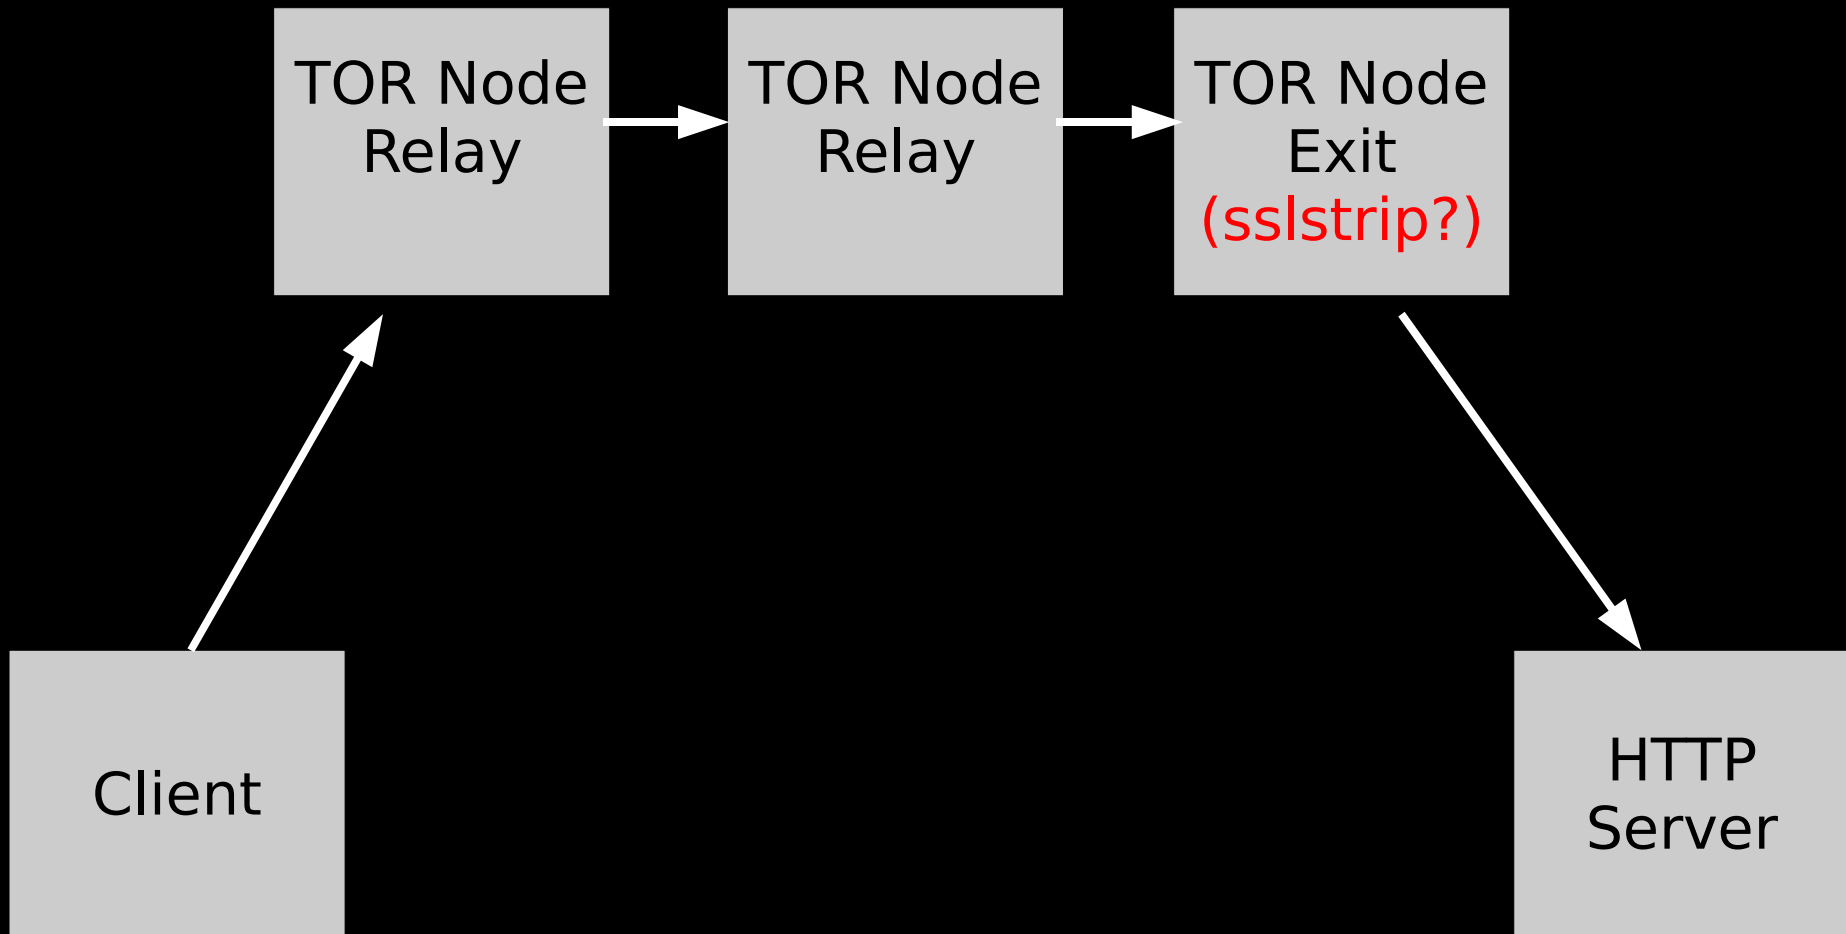 TOR Node
Relay
TOR Node
Relay
TOR Node
Exit
(sslstrip?)
Client
HTTP
Server